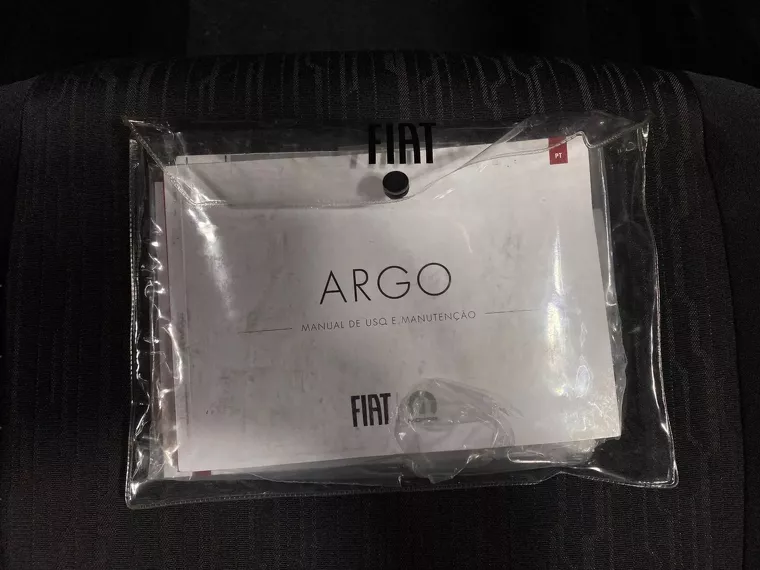 FIAT
PT
ARGO
MANUAL DE USO E MANUTENÇÃO
FIAT